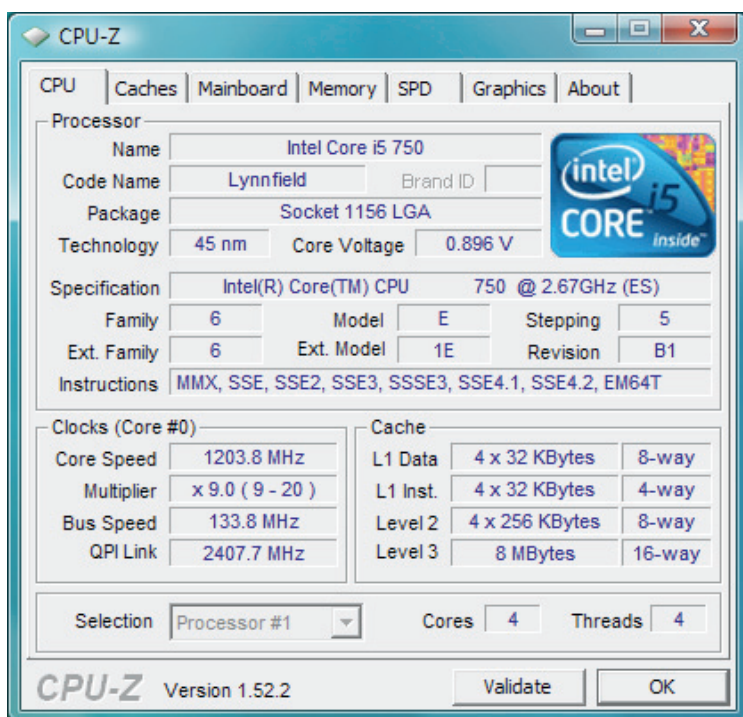 CPU-Z
CPU Caches Mainboard Memory SPD Graphics About
Processor
Name Intel Core i5 750
Code Name Lynnfield Brand ID
Package Socket 1156 LGA
Technology 45 nm Core Voltage 0.896 V
intel CORE i5 inside™
Specification Intel(R) Core(TM) CPU 750 @ 2.67GHz (ES)
Family 6 Model E Stepping 5
Ext. Family 6 Ext. Model 1E Revision B1
Instructions MMX, SSE, SSE2, SSE3, SSSE3, SSE4.1, SSE4.2, EM64T
Clocks (Core #0)
Core Speed 1203.8 MHz
Multiplier x 9.0 ( 9 - 20 )
Bus Speed 133.8 MHz
QPI Link 2407.7 MHz
Cache
L1 Data 4 x 32 KBytes 8-way
L1 Inst. 4 x 32 KBytes 4-way
Level 2 4 x 256 KBytes 8-way
Level 3 8 MBytes 16-way
Selection Processor #1 Cores 4 Threads 4
CPU-Z Version 1.52.2 Validate OK